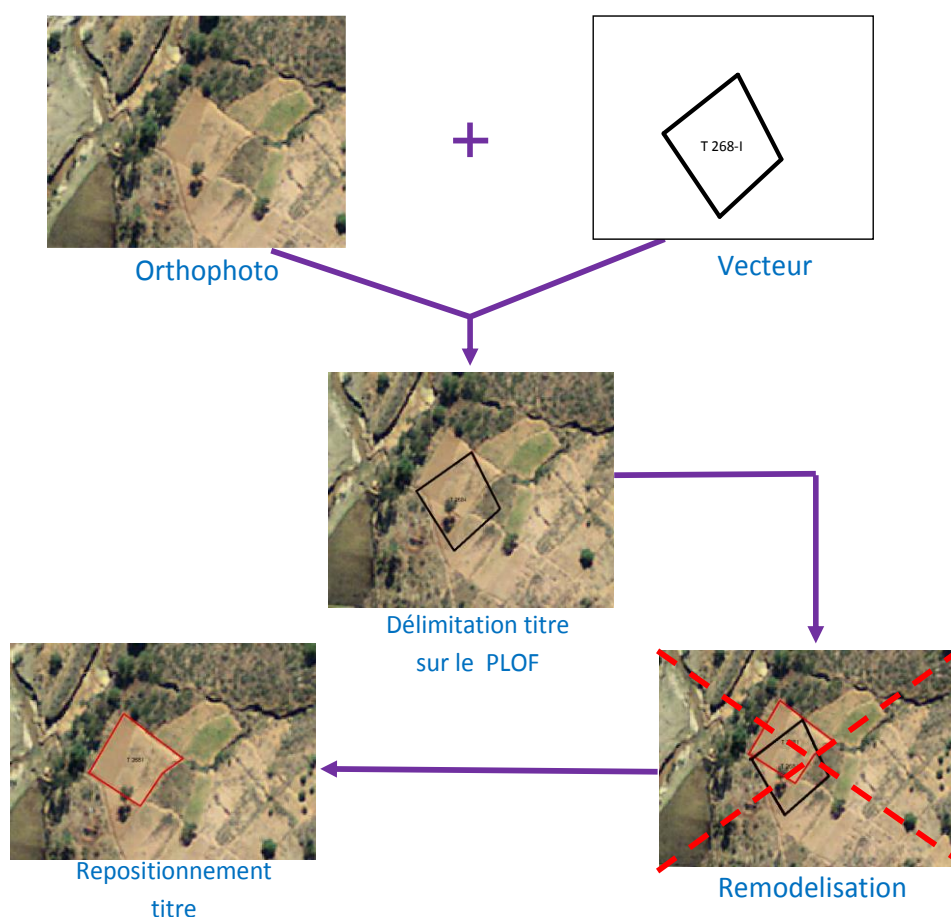 +
T 268-I
Orthophoto
Vecteur
Délimitation titre
sur le PLOF
Repositionnement
titre
Remodelisation